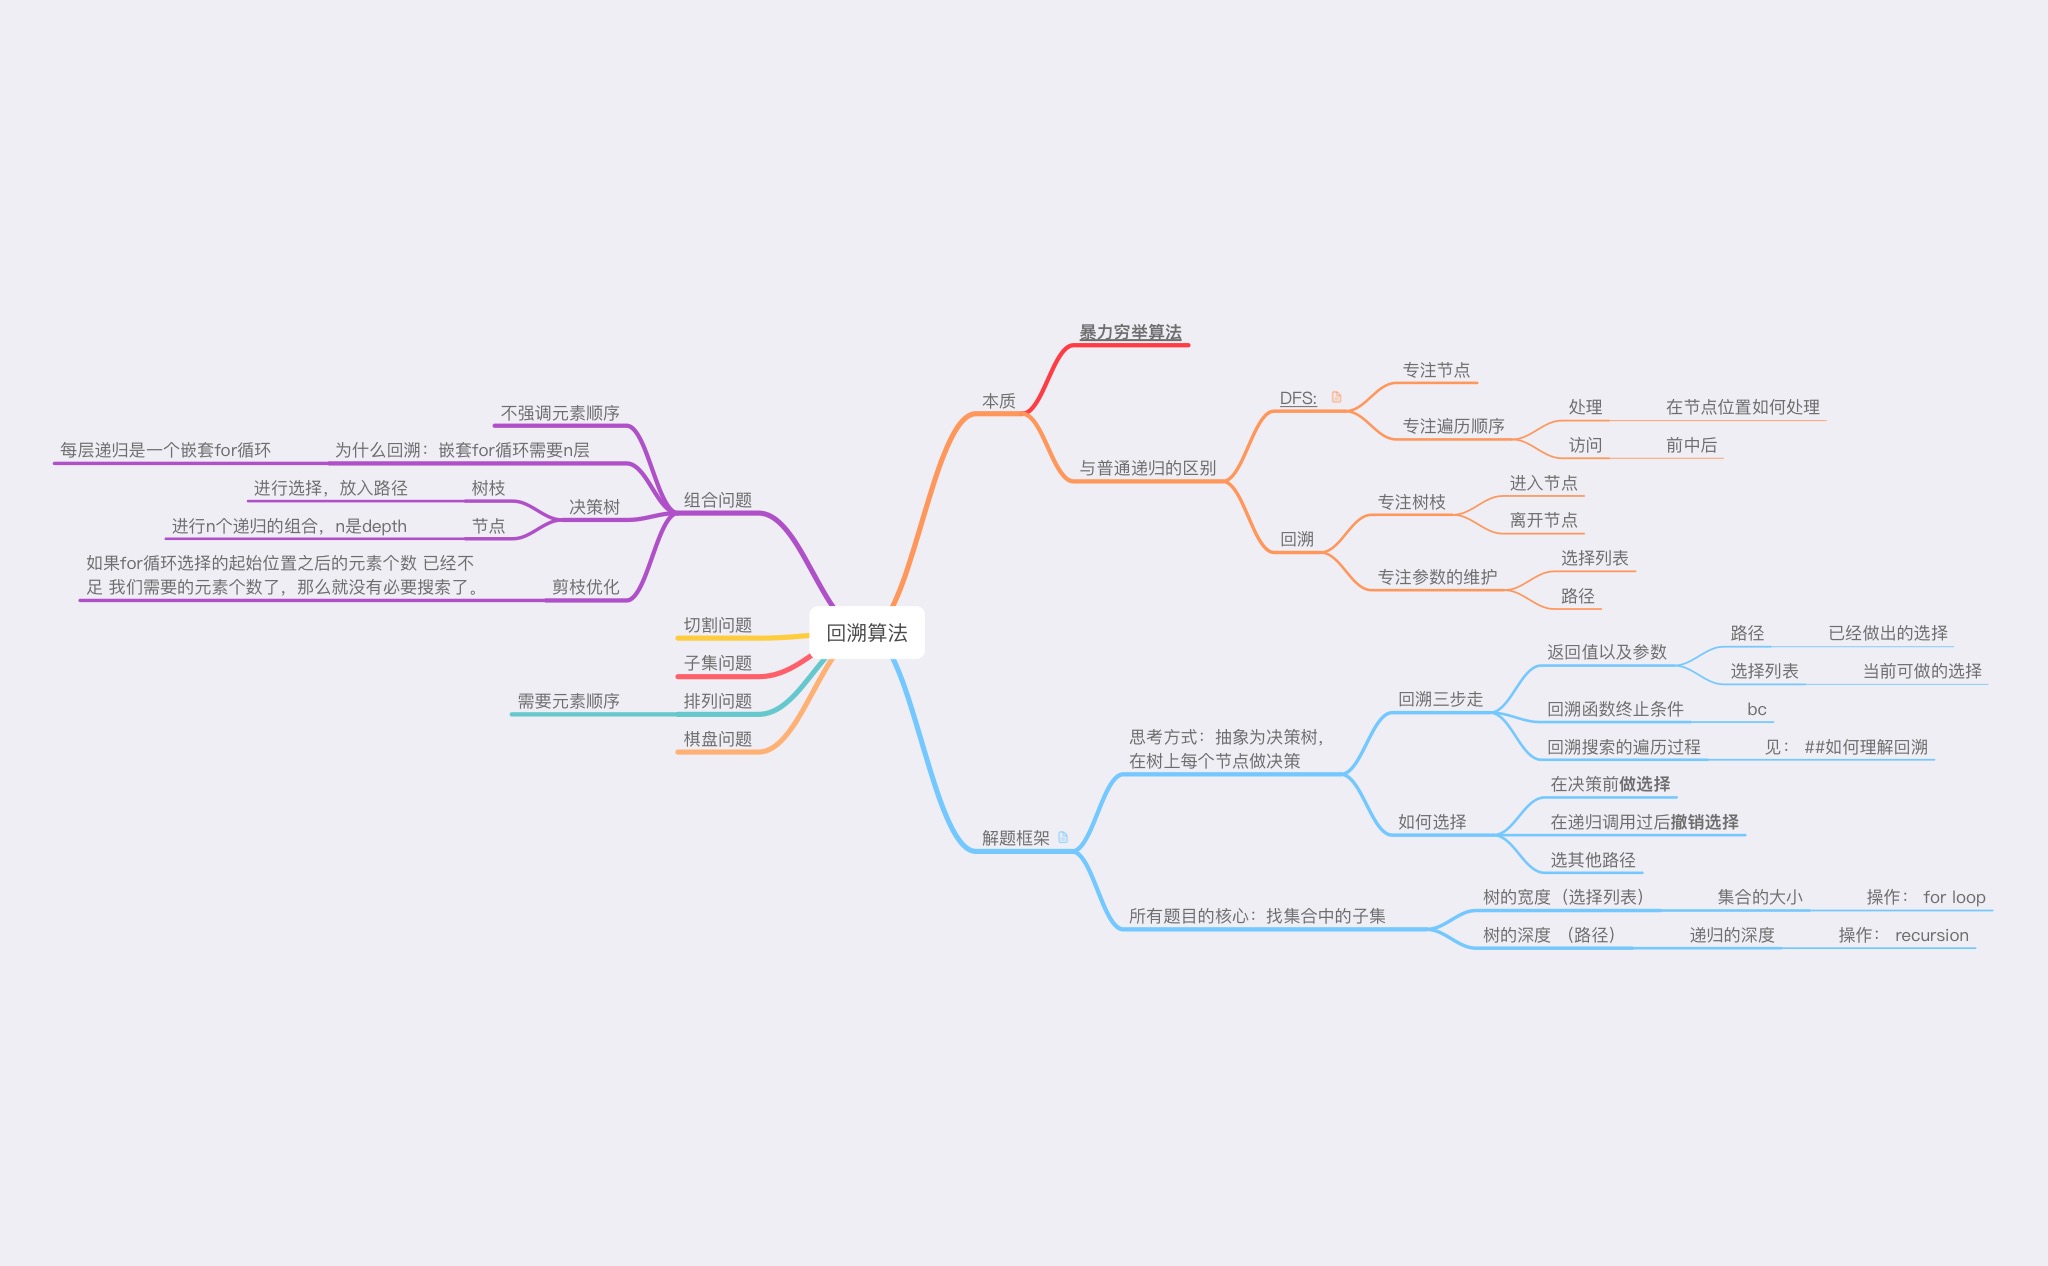 回溯算法
本质
暴力穷举算法
与普通递归的区别
DFS:
专注节点
专注遍历顺序
处理
在节点位置如何处理
访问
前中后
回溯
专注树枝
进入节点
离开节点
专注参数的维护
选择列表
路径
解题框架
思考方式：抽象为决策树，
在树上每个节点做决策
回溯三步走
返回值以及参数
路径
已经做出的选择
选择列表
当前可做的选择
回溯函数终止条件
bc
回溯搜索的遍历过程
见： ##如何理解回溯
如何选择
在决策前做选择
在递归调用过后撤销选择
选其他路径
所有题目的核心：找集合中的子集
树的宽度（选择列表）
集合的大小
操作： for loop
树的深度 （路径）
递归的深度
操作： recursion
组合问题
不强调元素顺序
为什么回溯：嵌套for循环需要n层
每层递归是一个嵌套for循环
决策树
树枝
进行选择，放入路径
节点
进行n个递归的组合，n是depth
剪枝优化
如果for循环选择的起始位置之后的元素个数 已经不
足 我们需要的元素个数了，那么就没有必要搜索了。
切割问题
子集问题
排列问题
需要元素顺序
棋盘问题